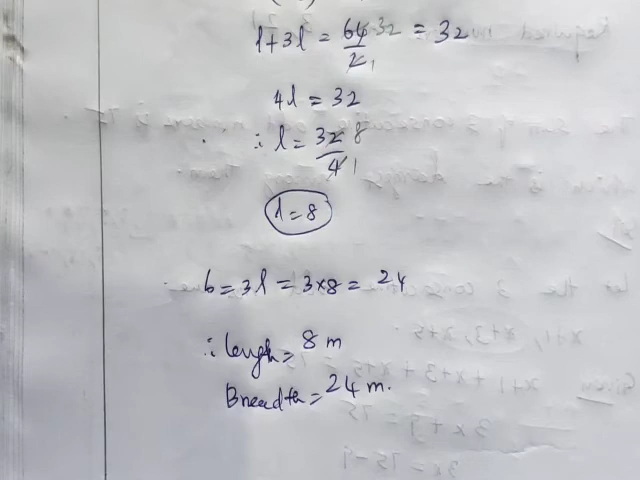 l+3l = 64/2 = 32
4l = 32
∴ l = 32/4 8
l=8
b = 3l = 3×8 = 24
∴ length = 8 m
Breadth = 24 m.